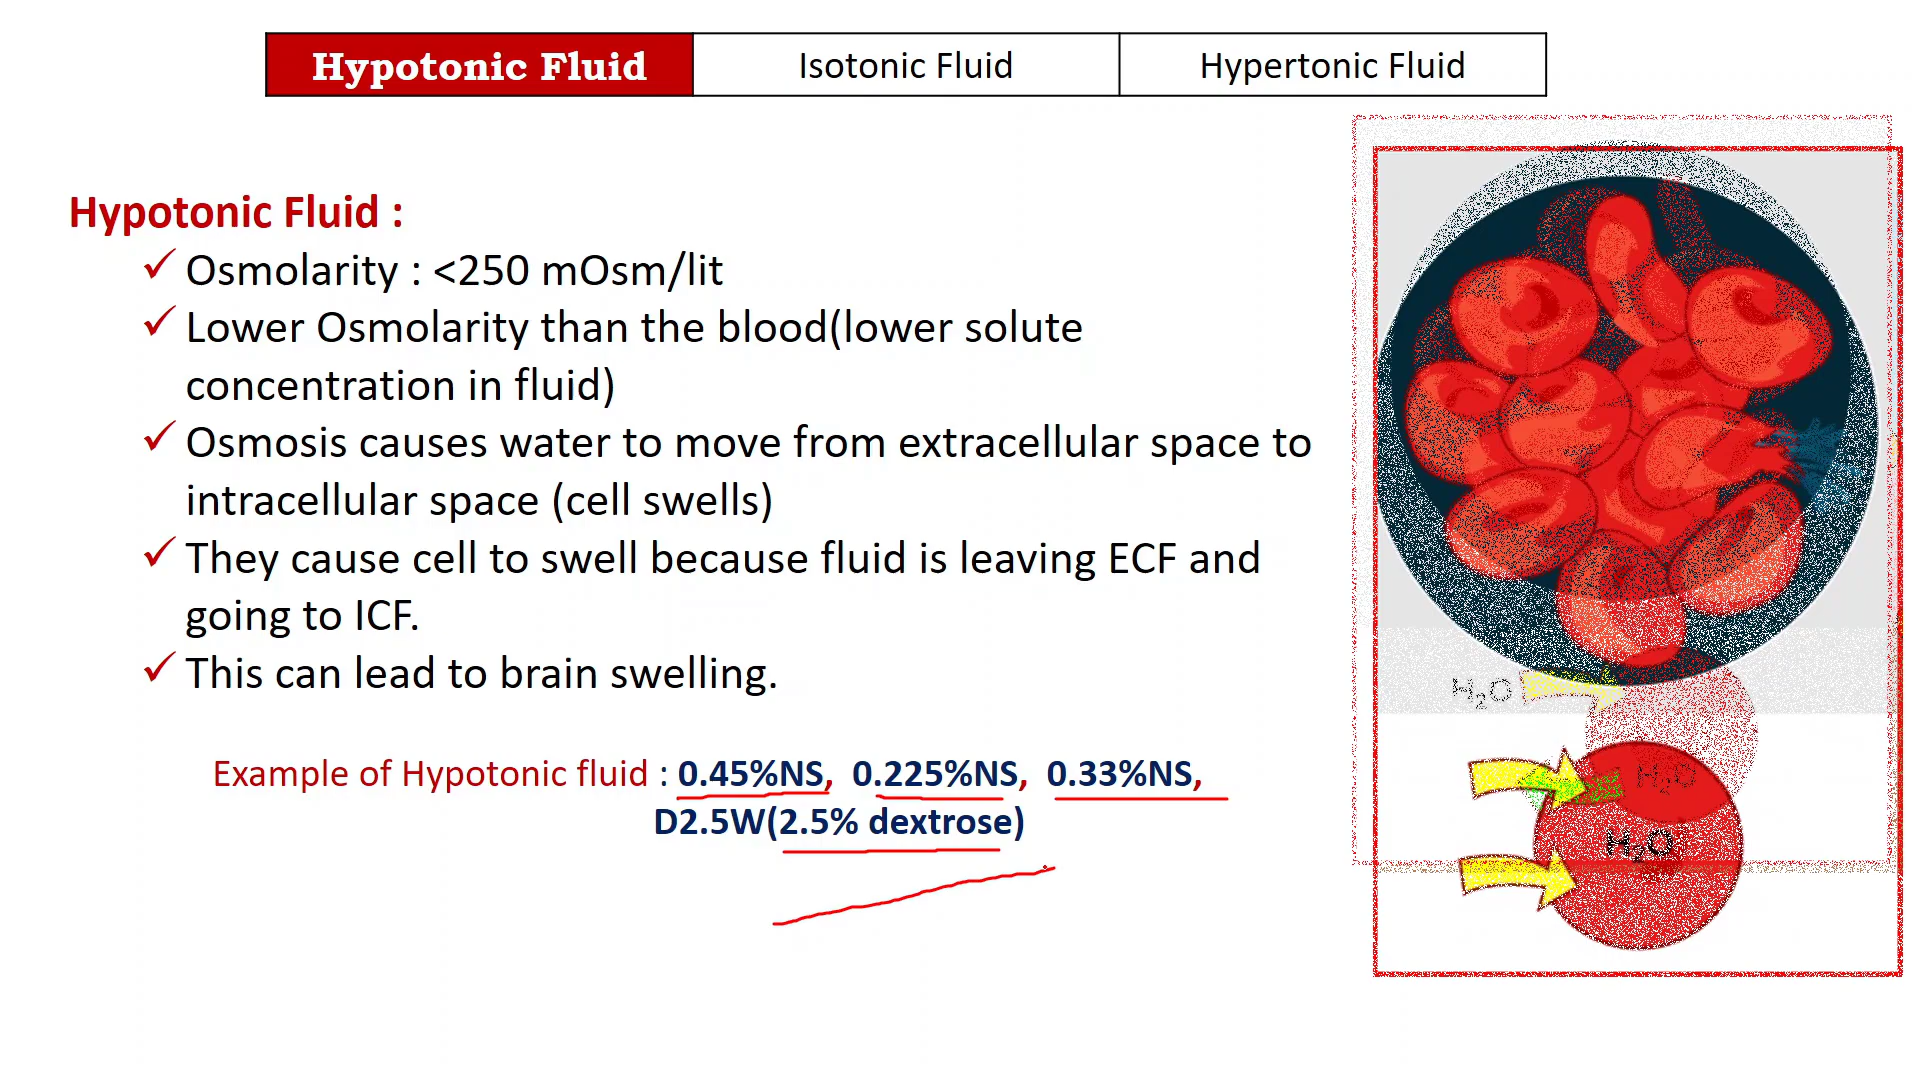 Hypotonic Fluid Isotonic Fluid Hypertonic Fluid
Hypotonic Fluid :
✓ Osmolarity : <250 mOsm/lit
✓ Lower Osmolarity than the blood(lower solute
concentration in fluid)
✓ Osmosis causes water to move from extracellular space to
intracellular space (cell swells)
✓ They cause cell to swell because fluid is leaving ECF and
going to ICF.
✓ This can lead to brain swelling.
Example of Hypotonic fluid : 0.45%NS, 0.225%NS, 0.33%NS,
D2.5W(2.5% dextrose)
H₂O
H₂O
H₂O